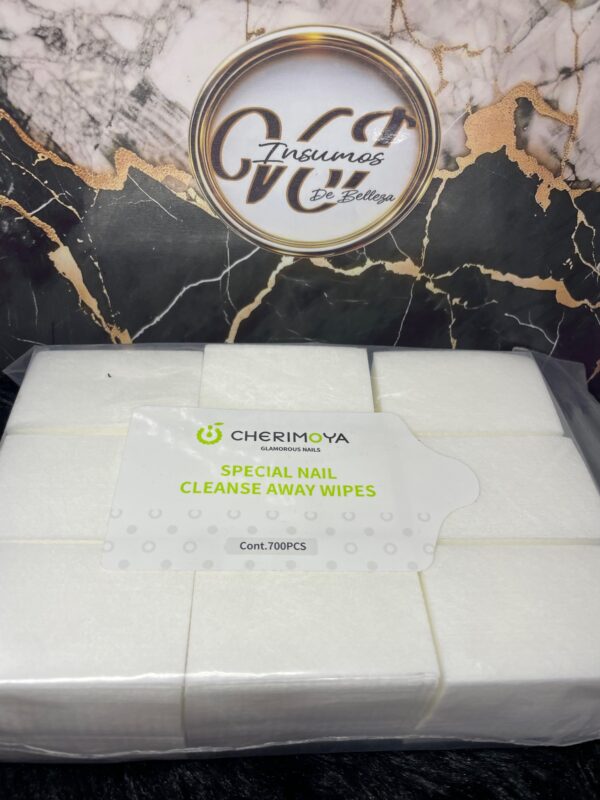 Insumos
De Belleza
CHERIMOYA
GLAMOROUS NAILS
SPECIAL NAIL
CLEANSE AWAY WIPES
Cont.700PCS